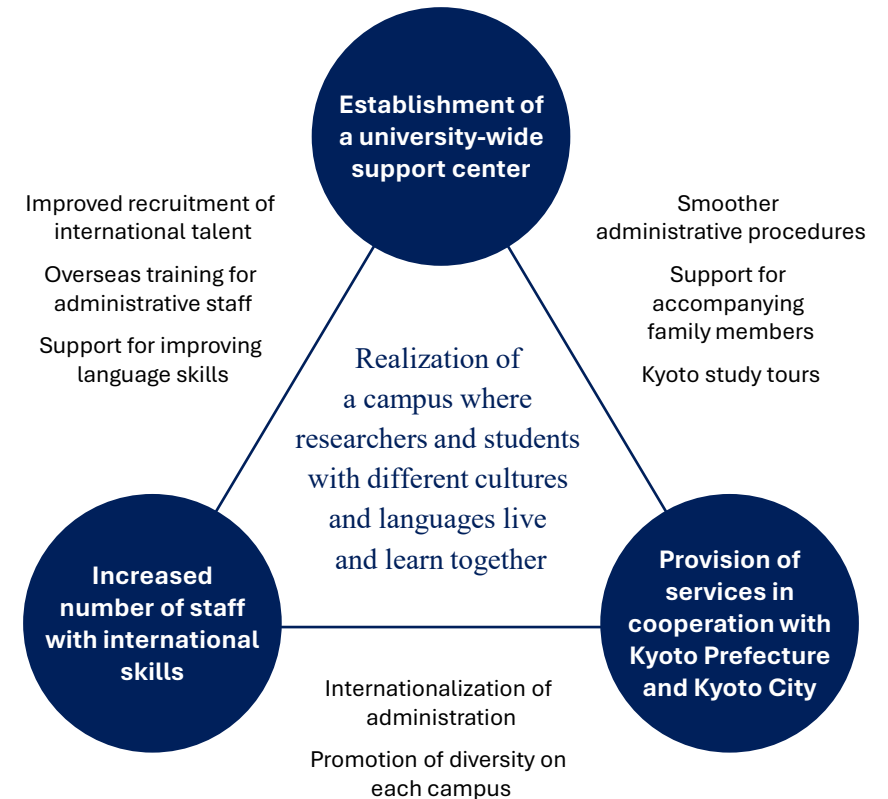 Establishment of
a university-wide
support center
Improved recruitment of
international talent
Overseas training for
administrative staff
Support for improving
language skills
Smoother
administrative procedures
Support for
accompanying
family members
Kyoto study tours
Realization of
a campus where
researchers and students
with different cultures
and languages live
and learn together
Increased
number of staff
with international
skills
Provision of
services in
cooperation with
Kyoto Prefecture
and Kyoto City
Internationalization of
administration
Promotion of diversity on
each campus